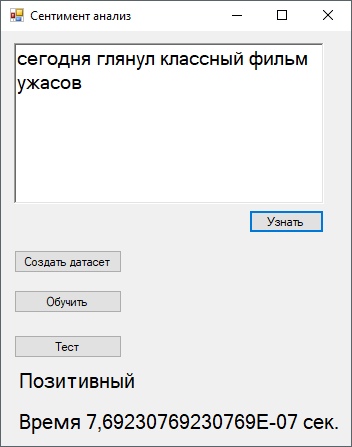 Сентимент анализ
сегодня глянул классный фильм
ужасов
Узнать
Создать датасет
Обучить
Тест
Позитивный
Время 7,69230769230769E-07 сек.